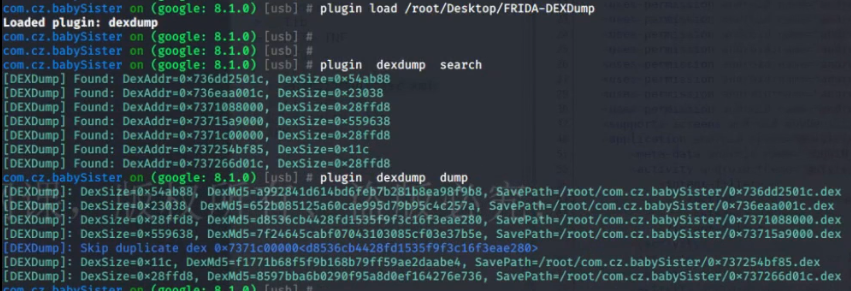 com.cz.babySister on (google: 8.1.0) [usb] # plugin load /root/Desktop/FRIDA-DEXDump
Loaded plugin: dexdump
com.cz.babySister on (google: 8.1.0) [usb] #
com.cz.babySister on (google: 8.1.0) [usb] #
com.cz.babySister on (google: 8.1.0) [usb] # plugin dexdump search
[DEXDump] Found: DexAddr=0×736dd2501c, DexSize=0×54ab88
[DEXDump] Found: DexAddr=0×736eaa001c, DexSize=0×23038
[DEXDump] Found: DexAddr=0×7371088000, DexSize=0×28ffd8
[DEXDump] Found: DexAddr=0×73715a9000, DexSize=0×559638
[DEXDump] Found: DexAddr=0×7371c00000, DexSize=0×28ffd8
[DEXDump] Found: DexAddr=0×737254bf85, DexSize=0×11c
[DEXDump] Found: DexAddr=0×737266d01c, DexSize=0×28ffd8
com.cz.babySister on (google: 8.1.0) [usb] # plugin dexdump dump
[DEXDump]: DexSize=0×54ab88, DexMd5=a992841d614bd6feb7b281b8ea98f9b8, SavePath=/root/com.cz.babySister/0×736dd2501c.dex
[DEXDump]: DexSize=0×23038, DexMd5=652b085125a60cae995d79b95c4c257a, SavePath=/root/com.cz.babySister/0×736eaa001c.dex
[DEXDump]: DexSize=0×28ffd8, DexMd5=d8536cb4428fd1535f9f3c16f3eae280, SavePath=/root/com.cz.babySister/0×7371088000.dex
[DEXDump]: DexSize=0×559638, DexMd5=7f24645cabf07043103085cf03e37b5e, SavePath=/root/com.cz.babySister/0×73715a9000.dex
[DEXDump]: Skip duplicate dex 0×7371c00000<d8536cb4428fd1535f9f3c16f3eae280>
[DEXDump]: DexSize=0×11c, DexMd5=f1771b68f5f9b168b79ff59ae2daabe4, SavePath=/root/com.cz.babySister/0×737254bf85.dex
[DEXDump]: DexSize=0×28ffd8, DexMd5=8597bba6b0290f95a8d0ef164276e736, SavePath=/root/com.cz.babySister/0×737266d01c.dex
com.cz.babySister on (google: 8.1.0) [usb] #